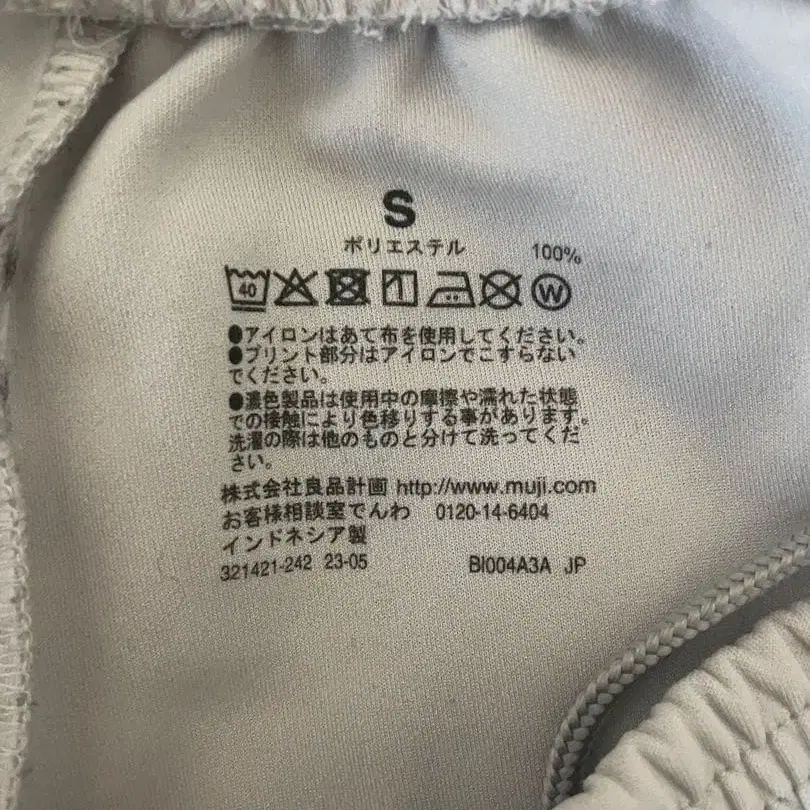 S
ポリエステル 100%
40
W
●アイロンはあて布を使用してください。
●プリント部分はアイロンでこすらない
でください。
●濃色製品は使用中の摩擦や濡れた状態
での接触により色移りする事があります。
洗濯の際は他のものと分けて洗ってくだ
さい。
株式会社良品計画 http://www.muji.com
お客様相談室でんわ 0120-14-6404
インドネシア製
321421-242 23-05 BI004A3A JP